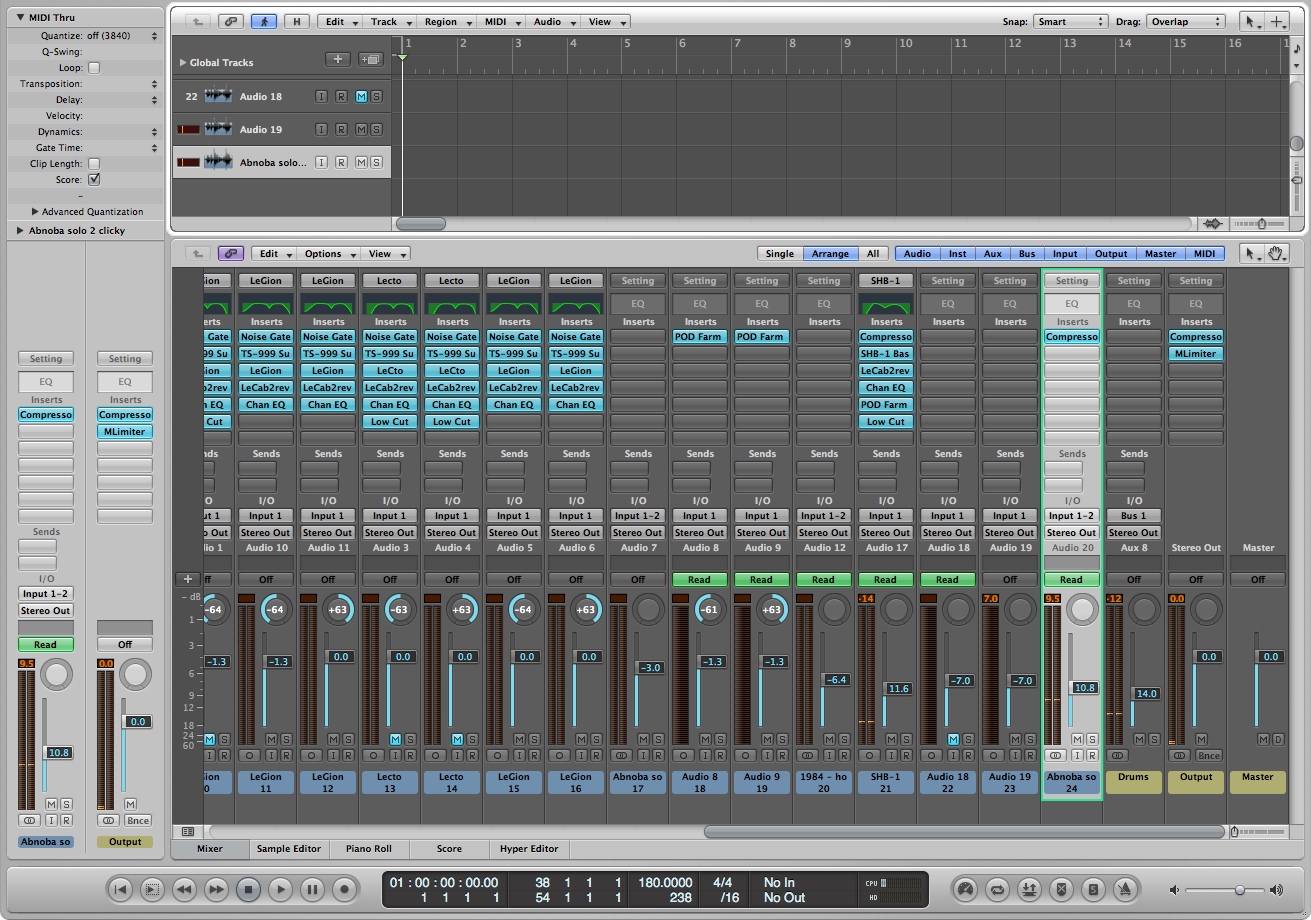 MIDI Thru
Quantize: off (3840)
Q-Swing:
Loop:
Transposition:
Delay:
Velocity:
Dynamics:
Gate Time:
Clip Length:
Score:
Advanced Quantization
Abnoba solo 2 clicky
H Edit Track Region MIDI Audio View Snap: Smart Drag: Overlap
Global Tracks 1 2 3 4 5 6 7 8 9 10 11 12 13 14 15 16
22 Audio 18 I R M S
Audio 19 I R M S
Abnoba solo... I R M S
Edit Options View Single Arrange All Audio Inst Aux Bus Input Output Master MIDI
Gion LeGion LeGion Lecto Lecto LeGion LeGion Setting Setting Setting Setting SHB-1 Setting Setting Setting Setting Setting
EQ EQ EQ EQ EQ EQ EQ EQ EQ
erts Inserts Inserts Inserts Inserts Inserts Inserts Inserts Inserts Inserts Inserts Inserts Inserts Inserts Inserts Inserts Inserts
Gate Noise Gate Noise Gate Noise Gate Noise Gate Noise Gate Noise Gate POD Farm POD Farm Compresso Compresso Compresso
999 Su TS-999 Su TS-999 Su TS-999 Su TS-999 Su TS-999 Su TS-999 Su SHB-1 Bas MLimiter
Gion LeGion LeGion LeCto LeCto LeGion LeGion LeCab2rev
ab2rev LeCab2rev LeCab2rev LeCab2rev LeCab2rev LeCab2rev LeCab2rev Chan EQ
n EQ Chan EQ Chan EQ Chan EQ Chan EQ Chan EQ Chan EQ POD Farm
Cut Low Cut Low Cut Low Cut
nds Sends Sends Sends Sends Sends Sends Sends Sends Sends Sends Sends Sends Sends Sends Sends
O I/O I/O I/O I/O I/O I/O I/O I/O I/O I/O I/O I/O I/O I/O I/O
ut 1 Input 1 Input 1 Input 1 Input 1 Input 1 Input 1 Input 1-2 Input 1 Input 1 Input 1-2 Input 1 Input 1 Input 1 Input 1-2 Bus 1
Stereo Out Stereo Out Stereo Out Stereo Out Stereo Out Stereo Out Stereo Out Stereo Out Stereo Out Stereo Out Stereo Out Stereo Out Stereo Out Stereo Out Stereo Out
io 1 Audio 10 Audio 11 Audio 3 Audio 4 Audio 5 Audio 6 Audio 7 Audio 8 Audio 9 Audio 12 Audio 17 Audio 18 Audio 19 Audio 20 Aux 8 Stereo Out Master
ff Off Off Off Off Off Off Off Read Read Read Read Read Off Read Off Off Off
- dB -14 7.0 9.5 -12 0.0
-64 -64 +63 -63 +63 -64 +63 -61 +63
1
3
6
9
12
18
24
60
-1.3 -1.3 0.0 0.0 0.0 0.0 0.0 -3.0 -1.3 -1.3 -6.4 11.6 -7.0 -7.0 10.8 14.0 0.0 0.0
M S M S M S M S M S M S M S M S M S M S M S M S M S M S M S M S M M D
I R I R I R I R I R I R I R I R I R I R I R I R I R I R I R Bnce
Gion LeGion LeGion Lecto Lecto LeGion LeGion Abnoba so Audio 8 Audio 9 1984 - ho SHB-1 Audio 18 Audio 19 Abnoba so Drums Output Master
0 11 12 13 14 15 16 17 18 19 20 21 22 23 24
Setting Setting
EQ EQ
Inserts Inserts
Compresso Compresso
MLimiter
Sends
I/O
Input 1-2
Stereo Out
Read Off
9.5 0.0
0.0
10.8
M S M
I R Bnce
Abnoba so Output
Mixer Sample Editor Piano Roll Score Hyper Editor
01 : 00 : 00 : 00.00 38 1 1 1 180.0000 4/4 No In CPU
1 1 1 1 54 1 1 1 238 /16 No Out HD